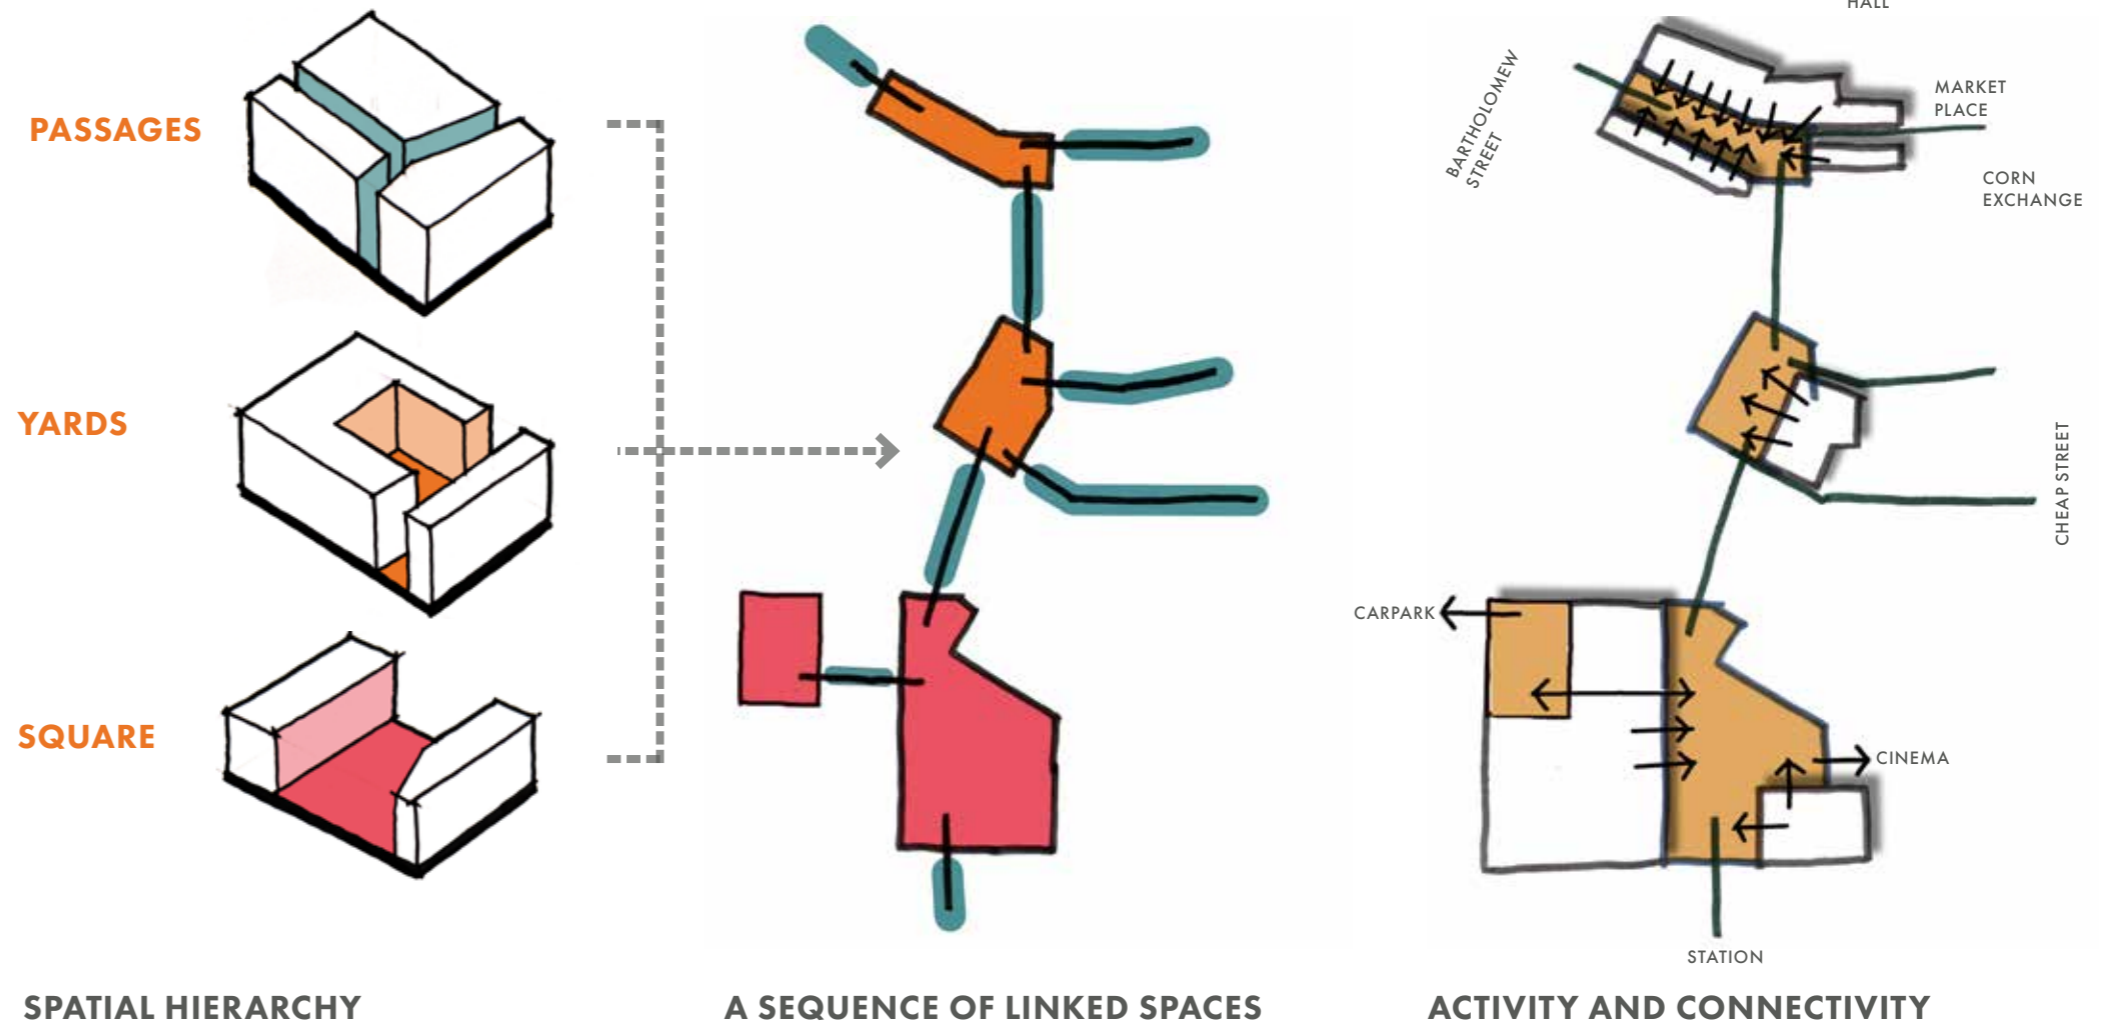 HALL
PASSAGES
YARDS
SQUARE
BARTHOLOMEW
STREET
MARKET
PLACE
CORN
EXCHANGE
CHEAP STREET
CARPARK
CINEMA
STATION
SPATIAL HIERARCHY
A SEQUENCE OF LINKED SPACES
ACTIVITY AND CONNECTIVITY